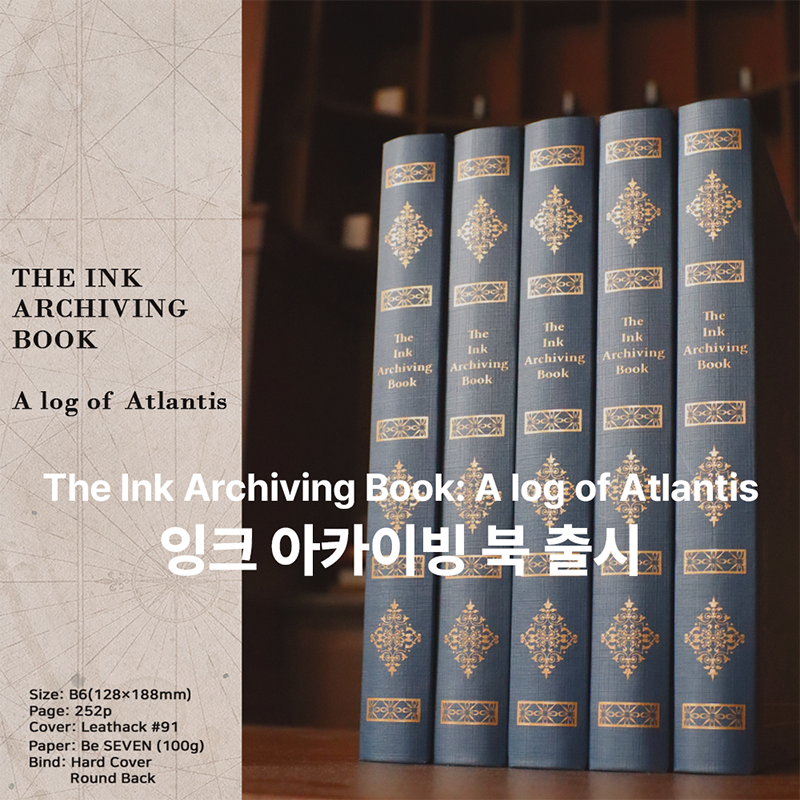 THE INK
ARCHIVING
BOOK
A log of Atlantis
The
Ink
Archiving
Book
The
Ink
Archiving
Book
The
Ink
Archiving
Book
The
Ink
Archiving
Book
The
Ink
Archiving
Book
The Ink Archiving Book: A log of Atlantis
잉크 아카이빙 북 출시
Size: B6(128×188mm)
Page: 252p
Cover: Leathack #91
Paper: Be SEVEN (100g)
Bind: Hard Cover
Round Back